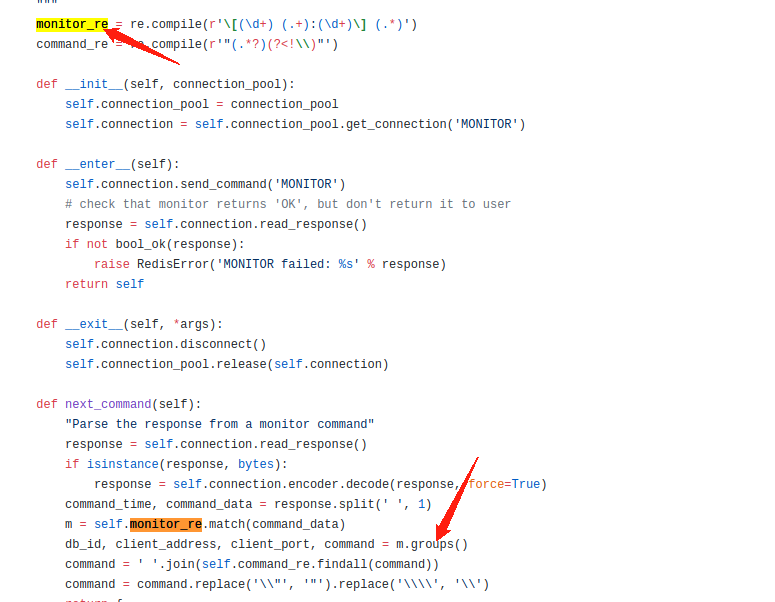 """
monitor_re = re.compile(r'\[(\d+) (.+):(\d+)\] (.*)')
command_re = re.compile(r'"(.*?)(?<!\\)"')
def __init__(self, connection_pool):
self.connection_pool = connection_pool
self.connection = self.connection_pool.get_connection('MONITOR')
def __enter__(self):
self.connection.send_command('MONITOR')
# check that monitor returns 'OK', but don't return it to user
response = self.connection.read_response()
if not bool_ok(response):
raise RedisError('MONITOR failed: %s' % response)
return self
def __exit__(self, *args):
self.connection.disconnect()
self.connection_pool.release(self.connection)
def next_command(self):
"Parse the response from a monitor command"
response = self.connection.read_response()
if isinstance(response, bytes):
response = self.connection.encoder.decode(response, force=True)
command_time, command_data = response.split(' ', 1)
m = self.monitor_re.match(command_data)
db_id, client_address, client_port, command = m.groups()
command = ' '.join(self.command_re.findall(command))
command = command.replace('\\"', '"').replace('\\\\', '\\')
return {